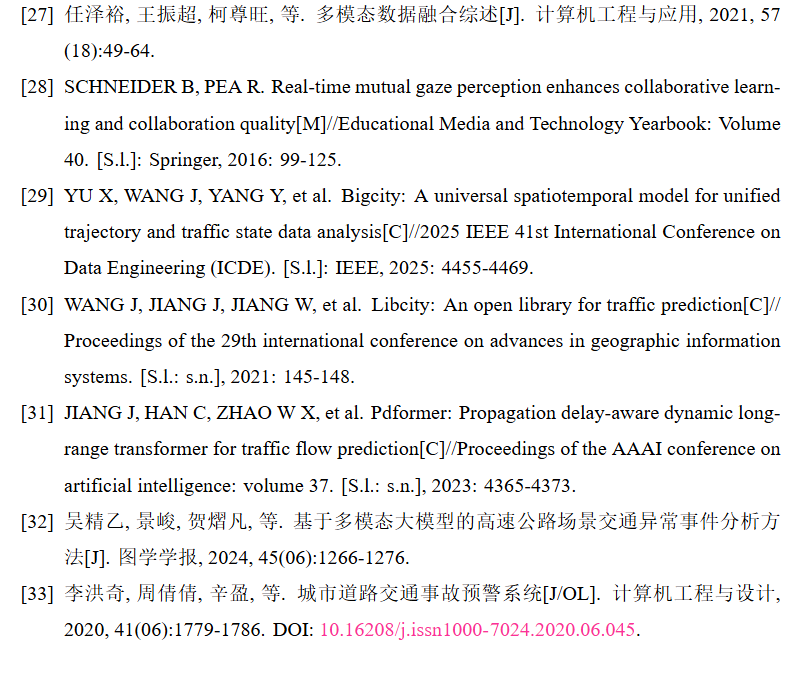 [27] 任泽裕, 王振超, 柯尊旺, 等. 多模态数据融合综述[J]. 计算机工程与应用, 2021, 57
(18):49-64.
[28] SCHNEIDER B, PEA R. Real-time mutual gaze perception enhances collaborative learn-
ing and collaboration quality[M]//Educational Media and Technology Yearbook: Volume
40. [S.l.]: Springer, 2016: 99-125.
[29] YU X, WANG J, YANG Y, et al. Bigcity: A universal spatiotemporal model for unified
trajectory and traffic state data analysis[C]//2025 IEEE 41st International Conference on
Data Engineering (ICDE). [S.l.]: IEEE, 2025: 4455-4469.
[30] WANG J, JIANG J, JIANG W, et al. Libcity: An open library for traffic prediction[C]//
Proceedings of the 29th international conference on advances in geographic information
systems. [S.l.: s.n.], 2021: 145-148.
[31] JIANG J, HAN C, ZHAO W X, et al. Pdformer: Propagation delay-aware dynamic long-
range transformer for traffic flow prediction[C]//Proceedings of the AAAI conference on
artificial intelligence: volume 37. [S.l.: s.n.], 2023: 4365-4373.
[32] 吴精乙, 景峻, 贺熠凡, 等. 基于多模态大模型的高速公路场景交通异常事件分析方
法[J]. 图学学报, 2024, 45(06):1266-1276.
[33] 李洪奇, 周倩倩, 辛盈, 等. 城市道路交通事故预警系统[J/OL]. 计算机工程与设计,
2020, 41(06):1779-1786. DOI: 10.16208/j.issn1000-7024.2020.06.045.